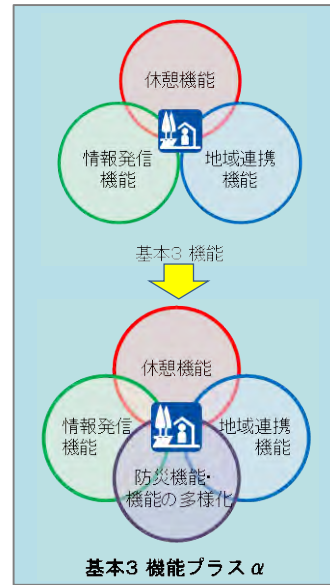 休憩機能
情報発信
機能
地域連携
機能
基本3 機能
休憩機能
情報発信
機能
地域連携
機能
防災機能・
機能の多様化
基本3 機能プラスα